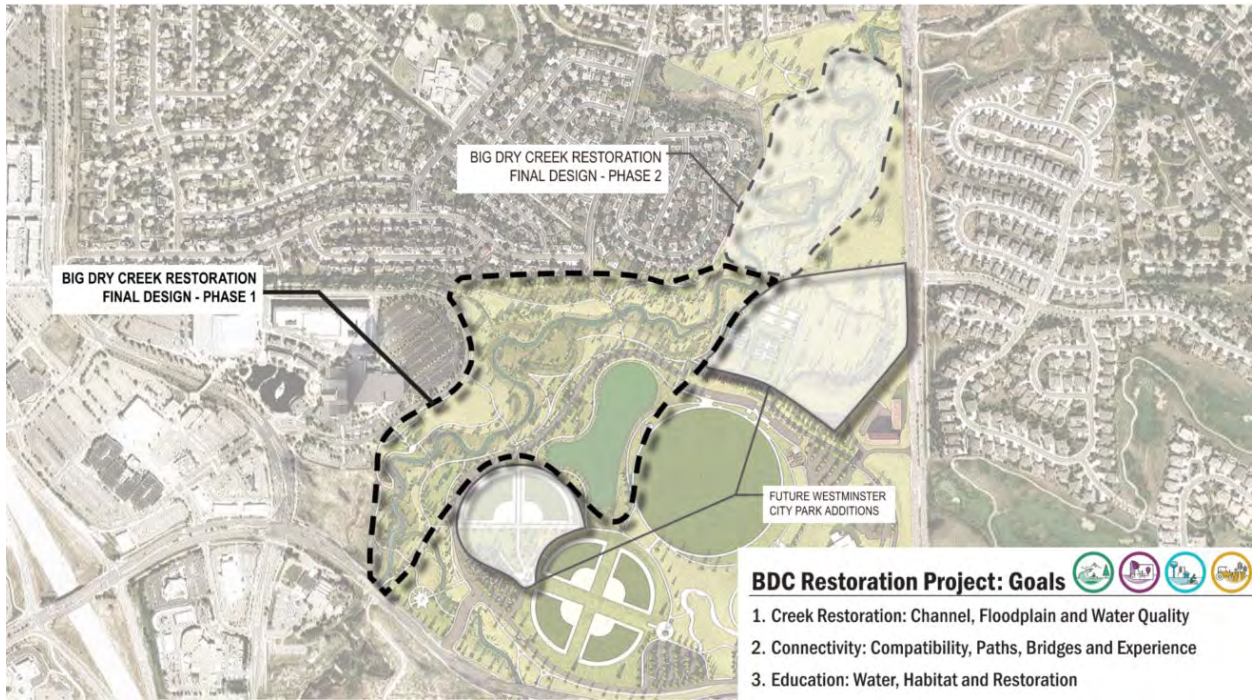 BIG DRY CREEK RESTORATION
FINAL DESIGN - PHASE 2
BIG DRY CREEK RESTORATION
FINAL DESIGN - PHASE 1
FUTURE WESTMINSTER
CITY PARK ADDITIONS
BDC Restoration Project: Goals
1. Creek Restoration: Channel, Floodplain and Water Quality
2. Connectivity: Compatibility, Paths, Bridges and Experience
3. Education: Water, Habitat and Restoration